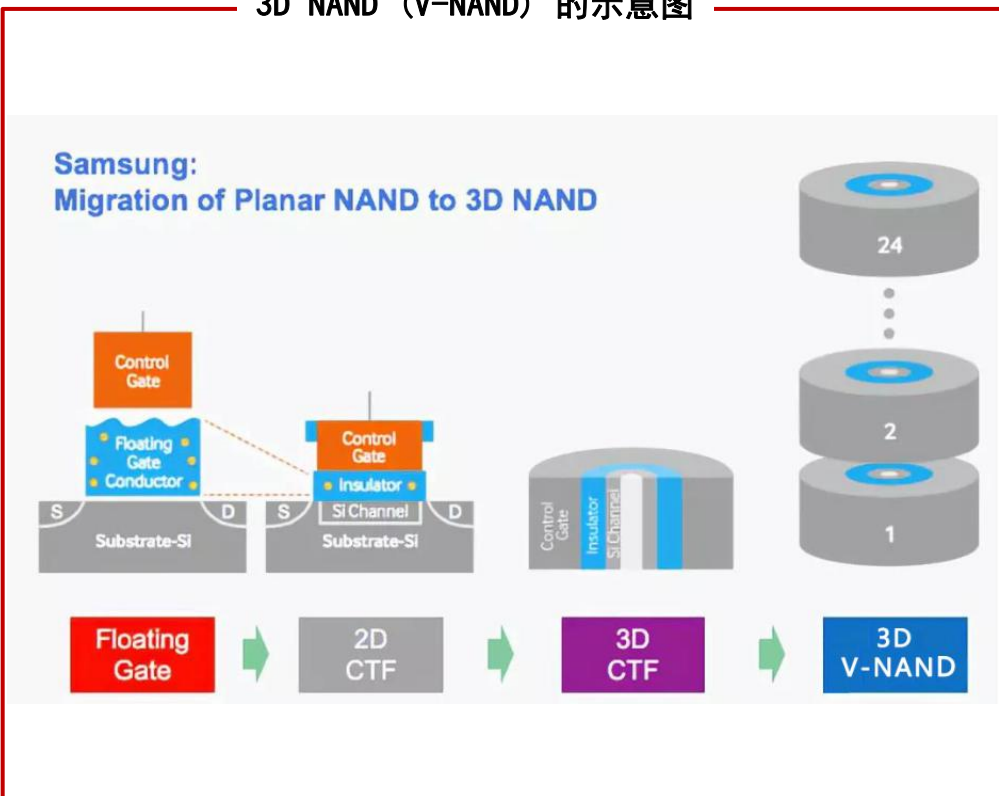 3D NAND (V-NAND) 的示意图
Samsung:
Migration of Planar NAND to 3D NAND
24
2
1
Control
Gate
Floating
Gate
Conductor
S
D
Substrate-Si
Control
Gate
Insulator
S
Si Channel
D
Substrate-Si
Control
Gate
Insulator
Si Channel
Floating
Gate
2D
CTF
3D
CTF
3D
V-NAND